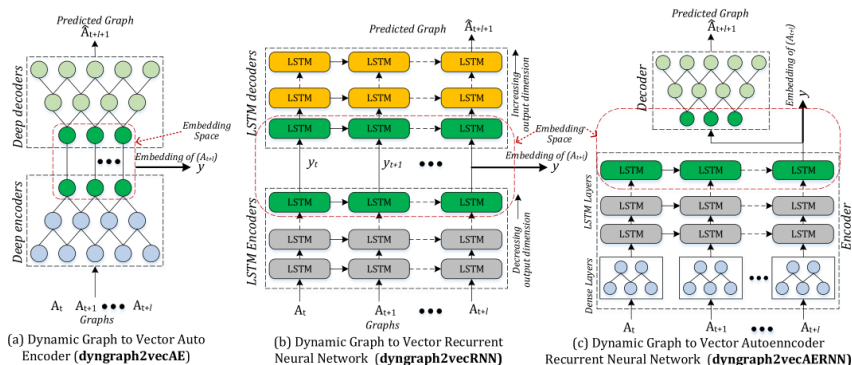 Predicted Graph
Ât+l+1
Deep decoders
Embedding Space
Embedding of (At+l)
y
Deep encoders
At At+1 ••• At+l
Graphs
(a) Dynamic Graph to Vector Auto
Encoder (dyngraph2vecAE)
Predicted Graph
Ât+l+1
LSTM decoders
LSTM LSTM LSTM
LSTM LSTM LSTM
LSTM LSTM LSTM
Increasing output dimension
Embedding Space
yt yt+1 •••
Embedding of (At+l)
y
LSTM Encoders
LSTM LSTM LSTM
LSTM LSTM LSTM
LSTM LSTM LSTM
Decreasing output dimension
At At+1 ••• At+l
Graphs
(b) Dynamic Graph to Vector Recurrent
Neural Network (dyngraph2vecRNN)
Predicted Graph
Ât+l+1
Decoder
Embedding of (At+l)
y
LSTM Layers
LSTM LSTM LSTM
LSTM LSTM LSTM
LSTM LSTM LSTM
Encoder
Dense Layers
•••
At At+1 ••• At+l
(c) Dynamic Graph to Vector Autoenncoder
Recurrent Neural Network (dyngraph2vecAERNN)